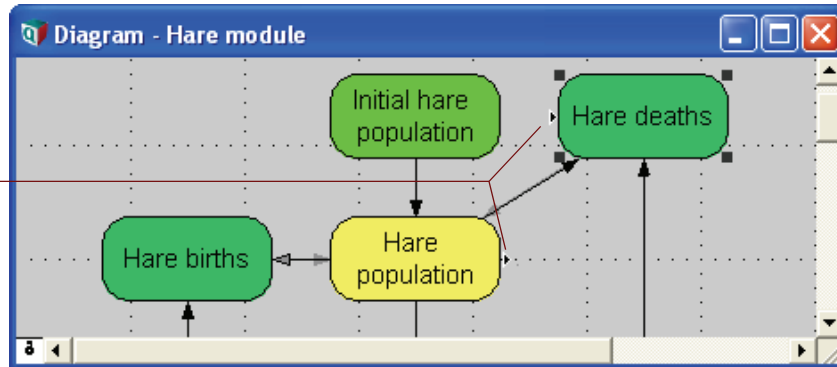 Diagram - Hare module
Initial hare
population
Hare deaths
Hare births
Hare
population